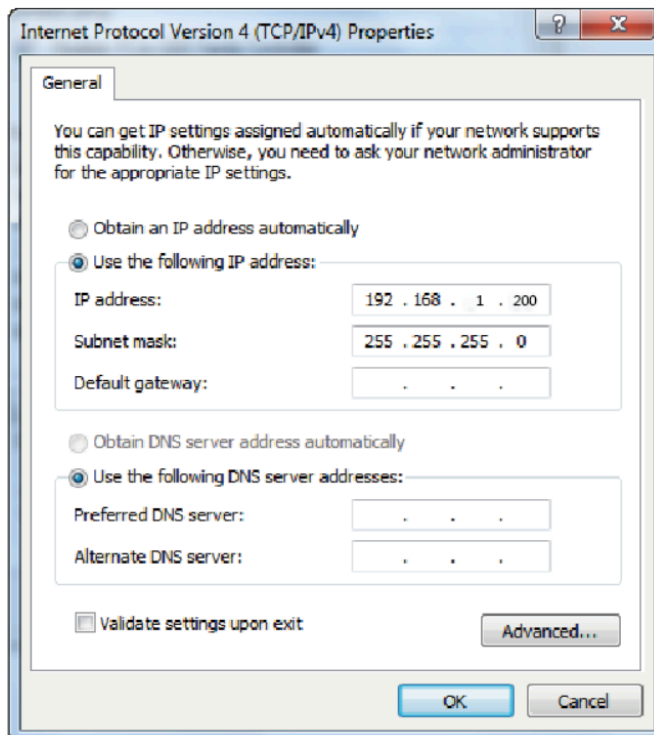 Internet Protocol Version 4 (TCP/IPv4) Properties
General
You can get IP settings assigned automatically if your network supports
this capability. Otherwise, you need to ask your network administrator
for the appropriate IP settings.
Obtain an IP address automatically
Use the following IP address:
IP address: 192 . 168 . 1 . 200
Subnet mask: 255 . 255 . 255 . 0
Default gateway: . . .
Obtain DNS server address automatically
Use the following DNS server addresses:
Preferred DNS server: . . .
Alternate DNS server: . . .
Validate settings upon exit
Advanced...
OK Cancel